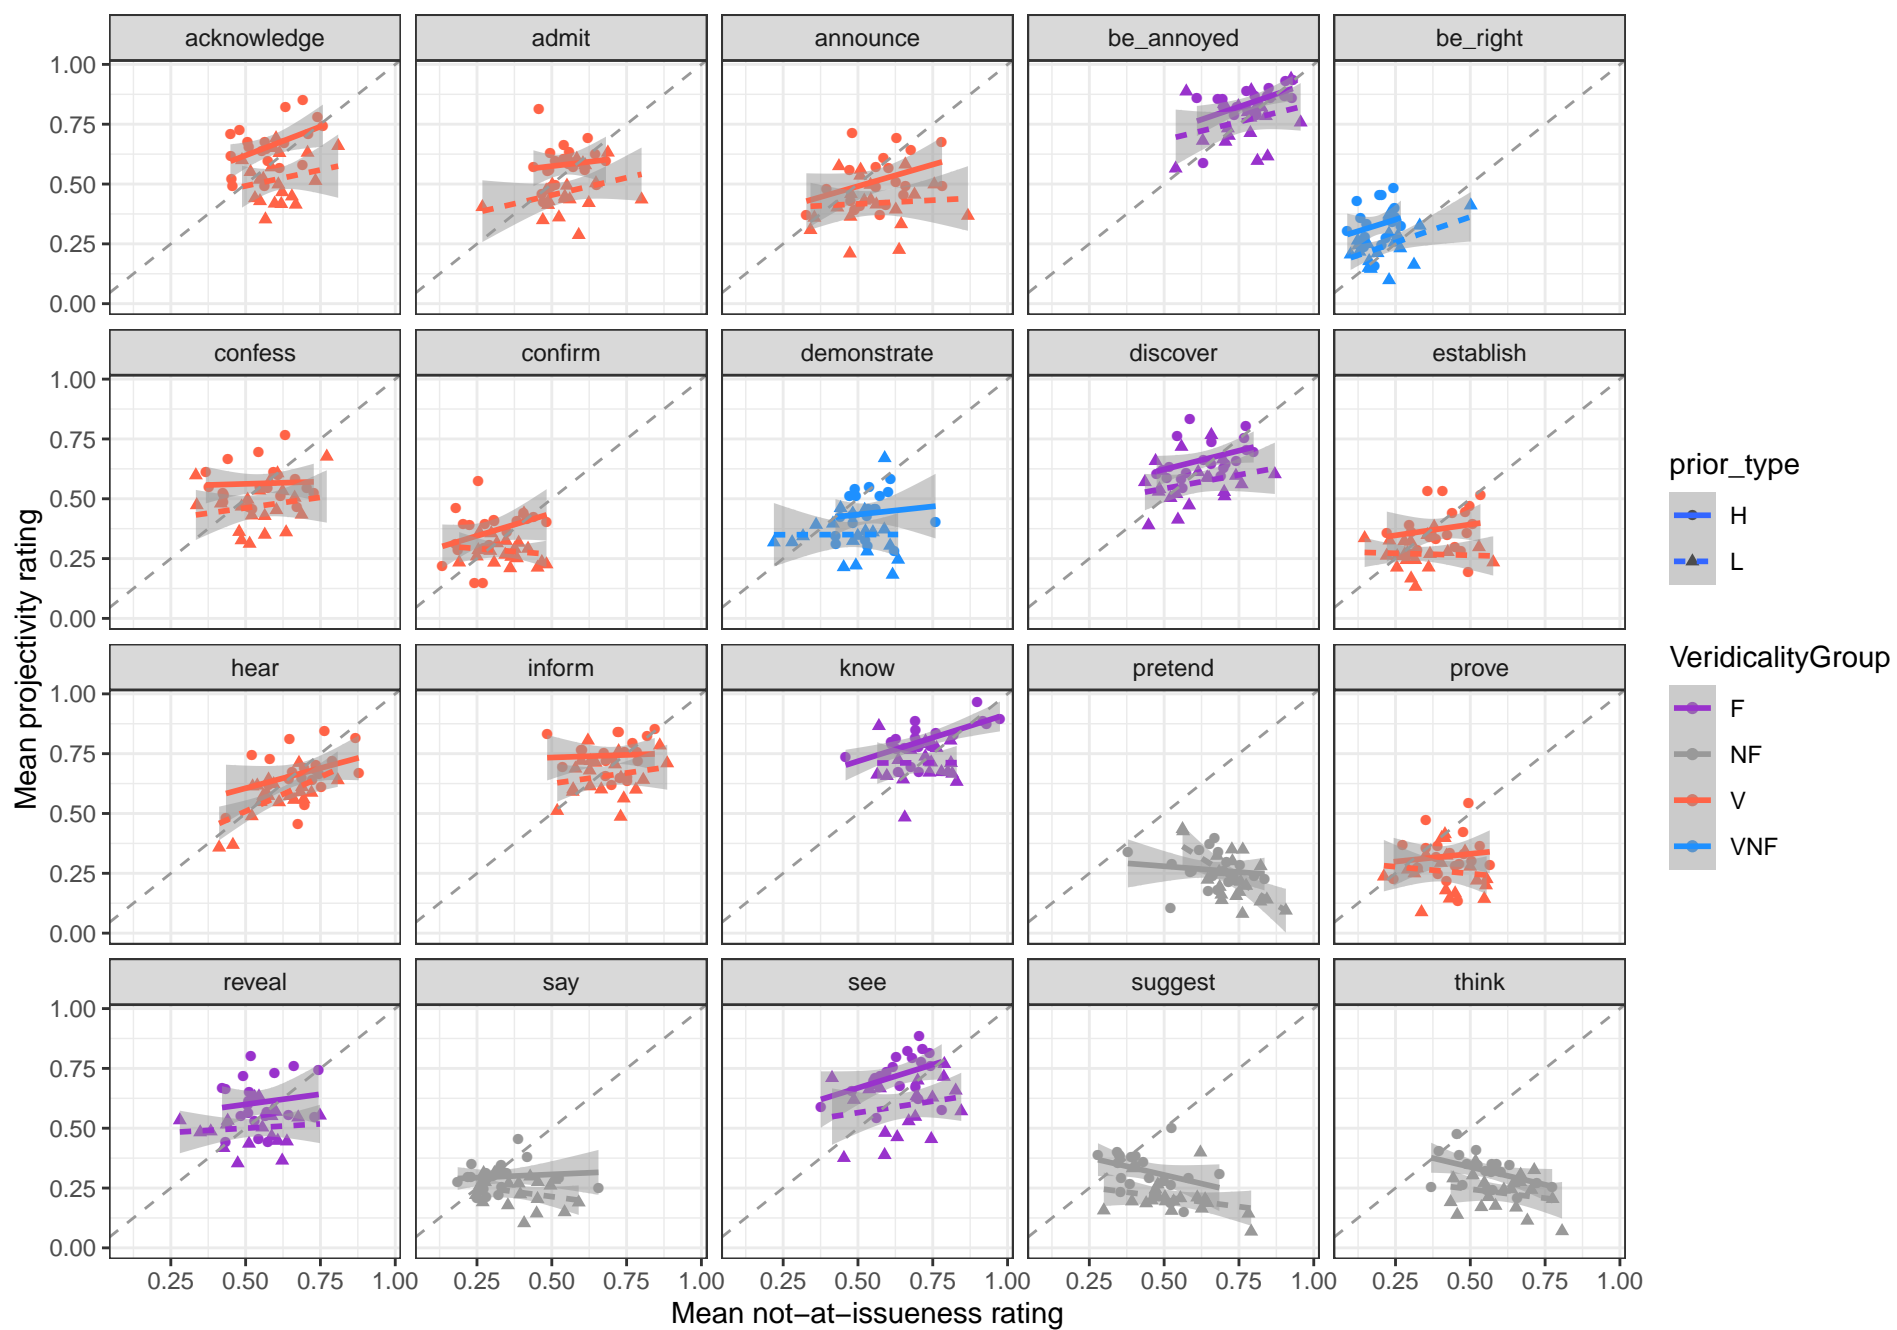 acknowledge admit announce be_annoyed be_right
1.00
0.75
0.50
0.25
0.00
confess confirm demonstrate discover establish
1.00
0.75
0.50
0.25
0.00
hear inform know pretend prove
1.00
0.75
0.50
0.25
0.00
reveal say see suggest think
1.00
0.75
0.50
0.25
0.00
0.25 0.50 0.75 1.00 0.25 0.50 0.75 1.00 0.25 0.50 0.75 1.00 0.25 0.50 0.75 1.00 0.25 0.50 0.75 1.00
Mean not−at−issueness rating
Mean projectivity rating
prior_type
H
L
VeridicalityGroup
F
NF
V
VNF